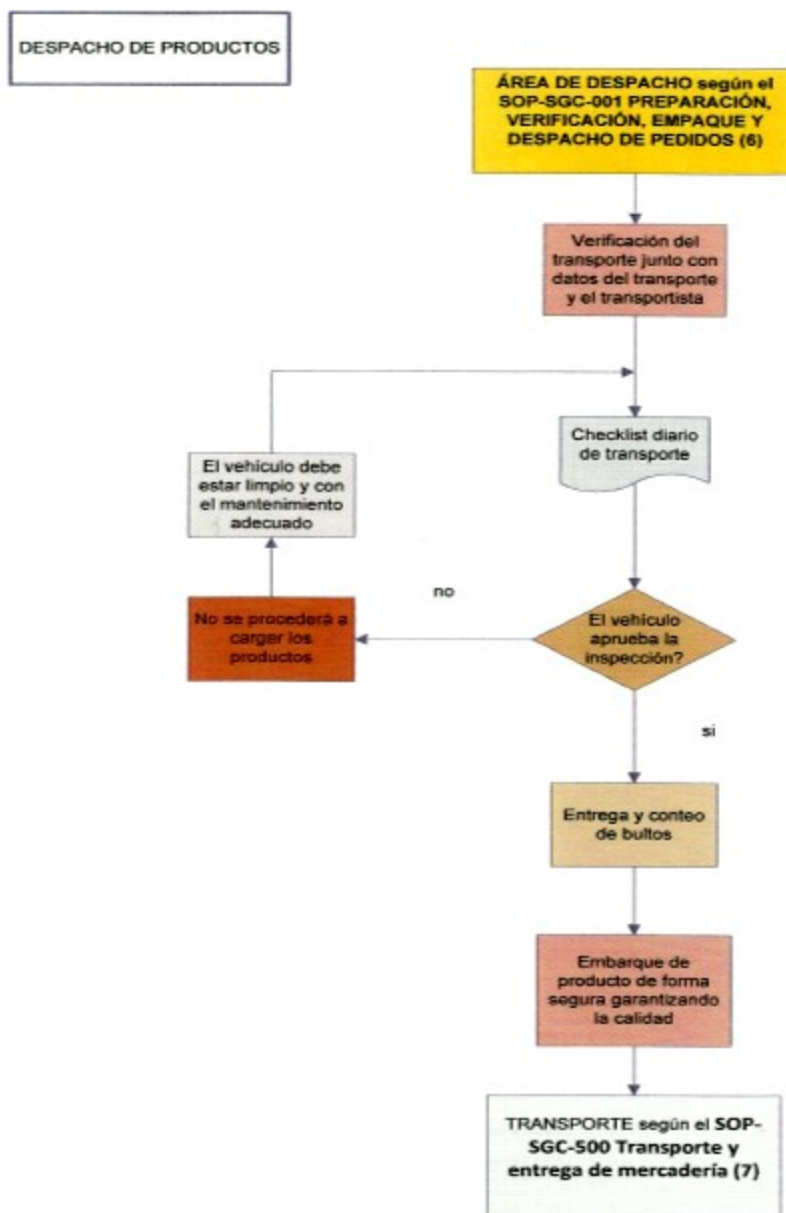 DESPACHO DE PRODUCTOS
ÁREA DE DESPACHO según el
SOP-SGC-001 PREPARACIÓN,
VERIFICACIÓN, EMPAQUE Y
DESPACHO DE PEDIDOS (6)
Verificación del
transporte junto con
datos del transporte
y el transportista
Checklist diario
de transporte
El vehículo debe
estar limpio y con
el mantenimiento
adecuado
no
No se procederá a
carger los
productos
El vehículo
aprueba la
inspección?
si
Entrega y conteo
de bultos
Embarque de
producto de forma
segura garantizando
la calidad
TRANSPORTE según el SOP-
SGC-500 Transporte y
entrega de mercadería (7)